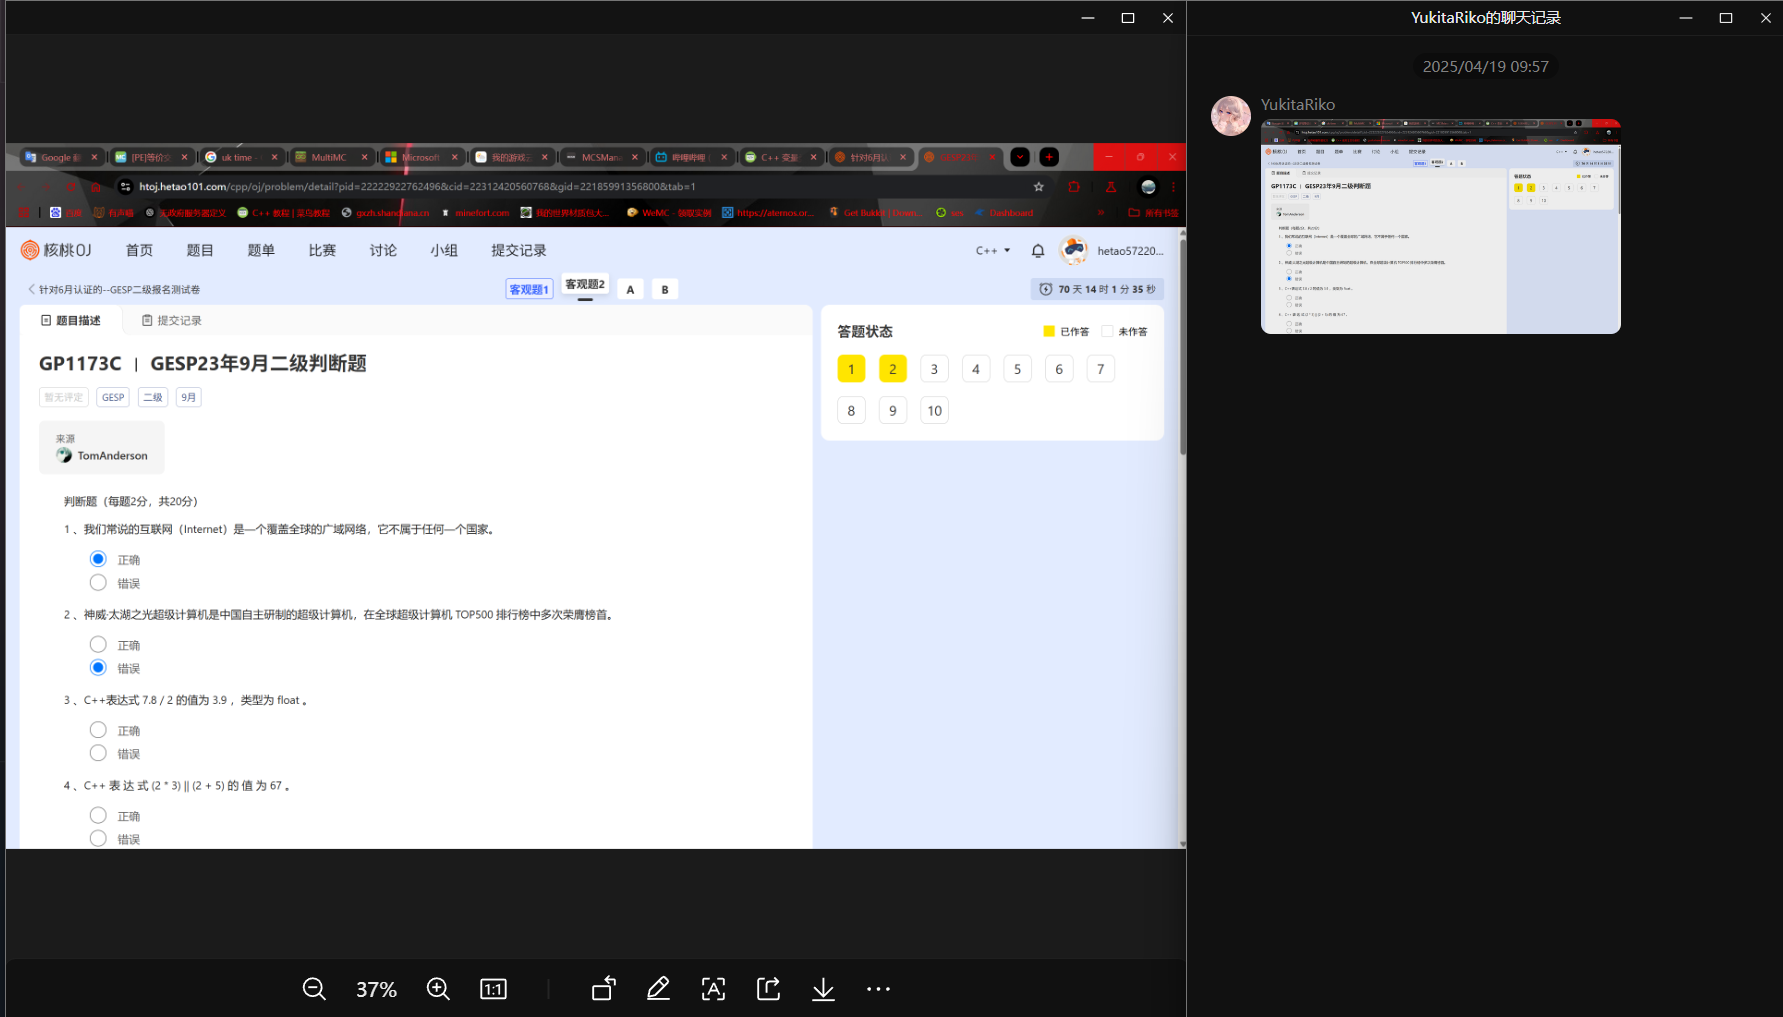 YukitaRiko的聊天记录
2025/04/19 09:57
YukitaRiko
Google 翻
[PE]等价交
uk time -
MultiMC
Microsoft
我的游戏云
MCSMana
哔哩哔哩 (
C++ 变量
针对6月认
htoj.hetao101.com/cpp/oj/problem/detail?pid=22222922762496&cid=22312420560768&gid=22185991356800&tab=1
百度
有声喵
无政府服务器定义
C++ 教程 | 菜鸟教程
gxzh.shandiana.cn
minefort.com
我的世界材质包大...
WeMC - 领取实例
https://aternos.or...
Get Bukkit | Down...
ses
Dashboard
所有书签
核桃OJ
首页
题目
题单
比赛
讨论
小组
提交记录
C++
hetao57220...
针对6月认证的--GESP二级报名测试卷
客观题1
客观题2
A
B
70 天 14 时 1 分 35 秒
题目描述
提交记录
GP1173C | GESP23年9月二级判断题
暂无评定
GESP
二级
9月
来源
TomAnderson
判断题（每题2分，共20分）
1 、我们常说的互联网（Internet）是一个覆盖全球的广域网络，它不属于任何一个国家。
正确
错误
2 、神威·太湖之光超级计算机是中国自主研制的超级计算机，在全球超级计算机 TOP500 排行榜中多次荣膺榜首。
正确
错误
3 、C++表达式 7.8 / 2 的值为 3.9 ，类型为 float 。
正确
错误
4 、C++ 表 达 式 (2 * 3) || (2 + 5) 的 值 为 67 。
正确
错误
答题状态
已作答
未作答
1
2
3
4
5
6
7
8
9
10
37%
1:1